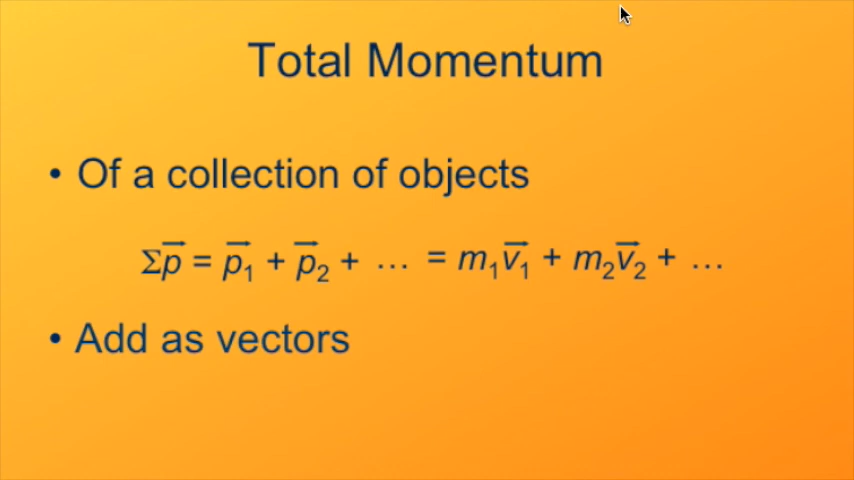 Total Momentum
• Of a collection of objects
Σp⃗ = p⃗₁ + p⃗₂ + … = m₁v⃗₁ + m₂v⃗₂ + …
• Add as vectors